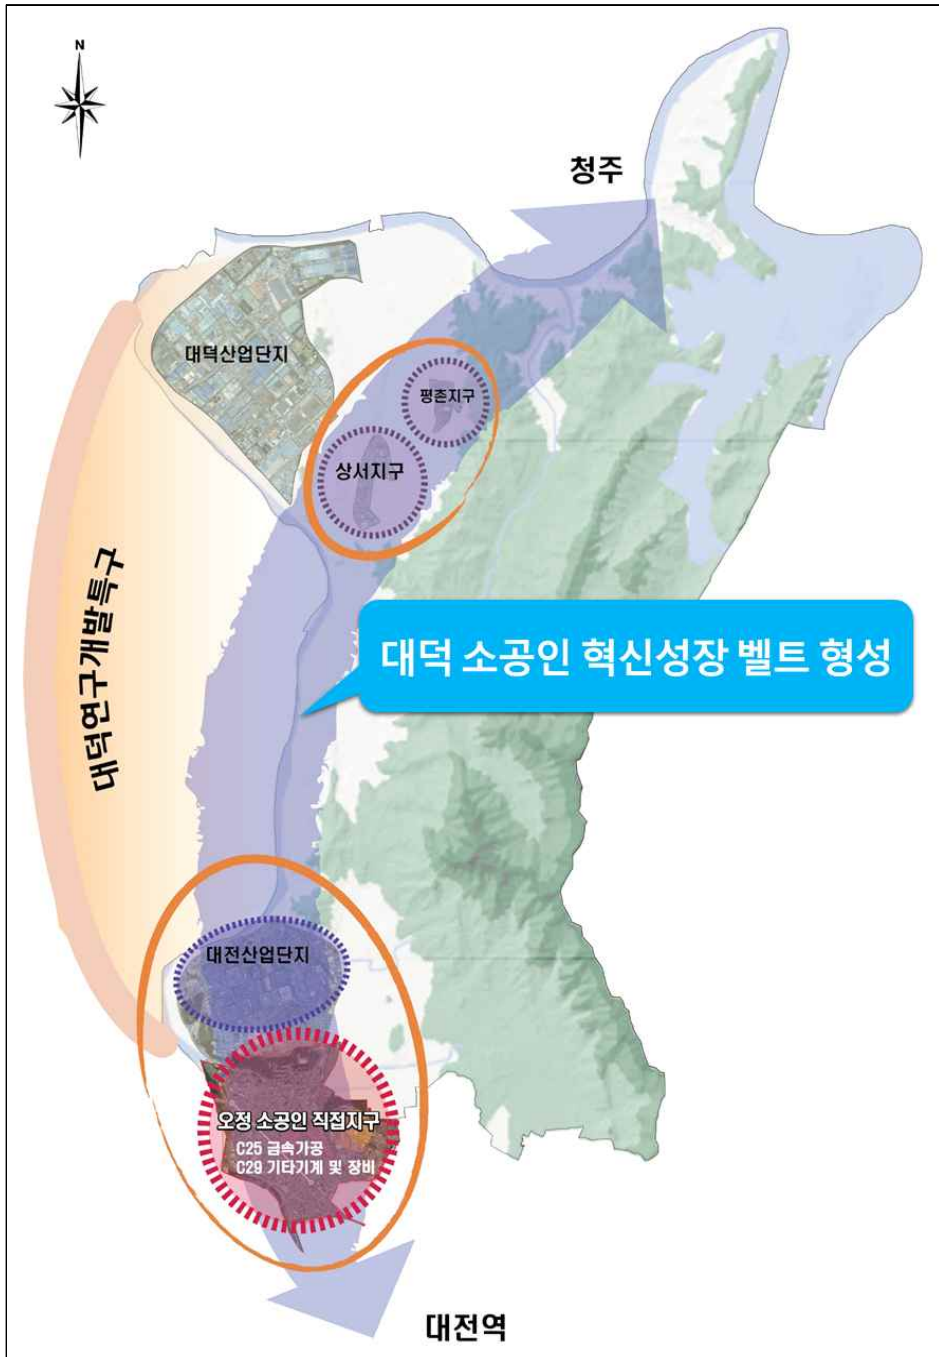 N
청주
대덕산업단지
평촌지구
상서지구
대덕연구개발특구
대덕 소공인 혁신성장 벨트 형성
대전산업단지
오정 소공인 직접지구
C25 금속가공
C29 기타기계 및 장비
대전역